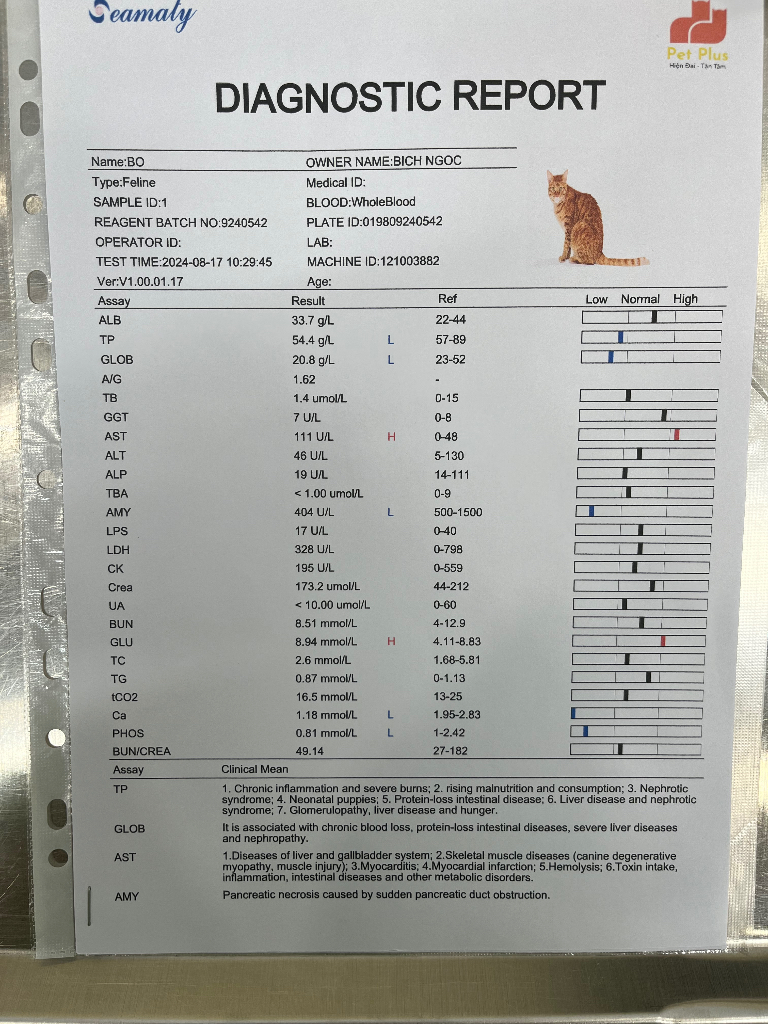 Seamaty
Pet Plus
Hiện Đại - Tận Tâm
DIAGNOSTIC REPORT
Name:BO OWNER NAME:BICH NGOC
Type:Feline Medical ID:
SAMPLE ID:1 BLOOD:WholeBlood
REAGENT BATCH NO:9240542 PLATE ID:019809240542
OPERATOR ID: LAB:
TEST TIME:2024-08-17 10:29:45 MACHINE ID:121003882
Ver:V1.00.01.17 Age:
Assay Result Ref Low Normal High
ALB 33.7 g/L 22-44
TP 54.4 g/L L 57-89
GLOB 20.8 g/L L 23-52
A/G 1.62 -
TB 1.4 umol/L 0-15
GGT 7 U/L 0-8
AST 111 U/L H 0-48
ALT 46 U/L 5-130
ALP 19 U/L 14-111
TBA < 1.00 umol/L 0-9
AMY 404 U/L L 500-1500
LPS 17 U/L 0-40
LDH 328 U/L 0-798
CK 195 U/L 0-559
Crea 173.2 umol/L 44-212
UA < 10.00 umol/L 0-60
BUN 8.51 mmol/L 4-12.9
GLU 8.94 mmol/L H 4.11-8.83
TC 2.6 mmol/L 1.68-5.81
TG 0.87 mmol/L 0-1.13
tCO2 16.5 mmol/L 13-25
Ca 1.18 mmol/L L 1.95-2.83
PHOS 0.81 mmol/L L 1-2.42
BUN/CREA 49.14 27-182
Assay Clinical Mean
TP 1. Chronic inflammation and severe burns; 2. rising malnutrition and consumption; 3. Nephrotic
syndrome; 4. Neonatal puppies; 5. Protein-loss intestinal disease; 6. Liver disease and nephrotic
syndrome; 7. Glomerulopathy, liver disease and hunger.
GLOB It is associated with chronic blood loss, protein-loss intestinal diseases, severe liver diseases
and nephropathy.
AST 1.Diseases of liver and gallbladder system; 2.Skeletal muscle diseases (canine degenerative
myopathy, muscle injury); 3.Myocarditis; 4.Myocardial infarction; 5.Hemolysis; 6.Toxin intake,
inflammation, intestinal diseases and other metabolic disorders.
AMY Pancreatic necrosis caused by sudden pancreatic duct obstruction.